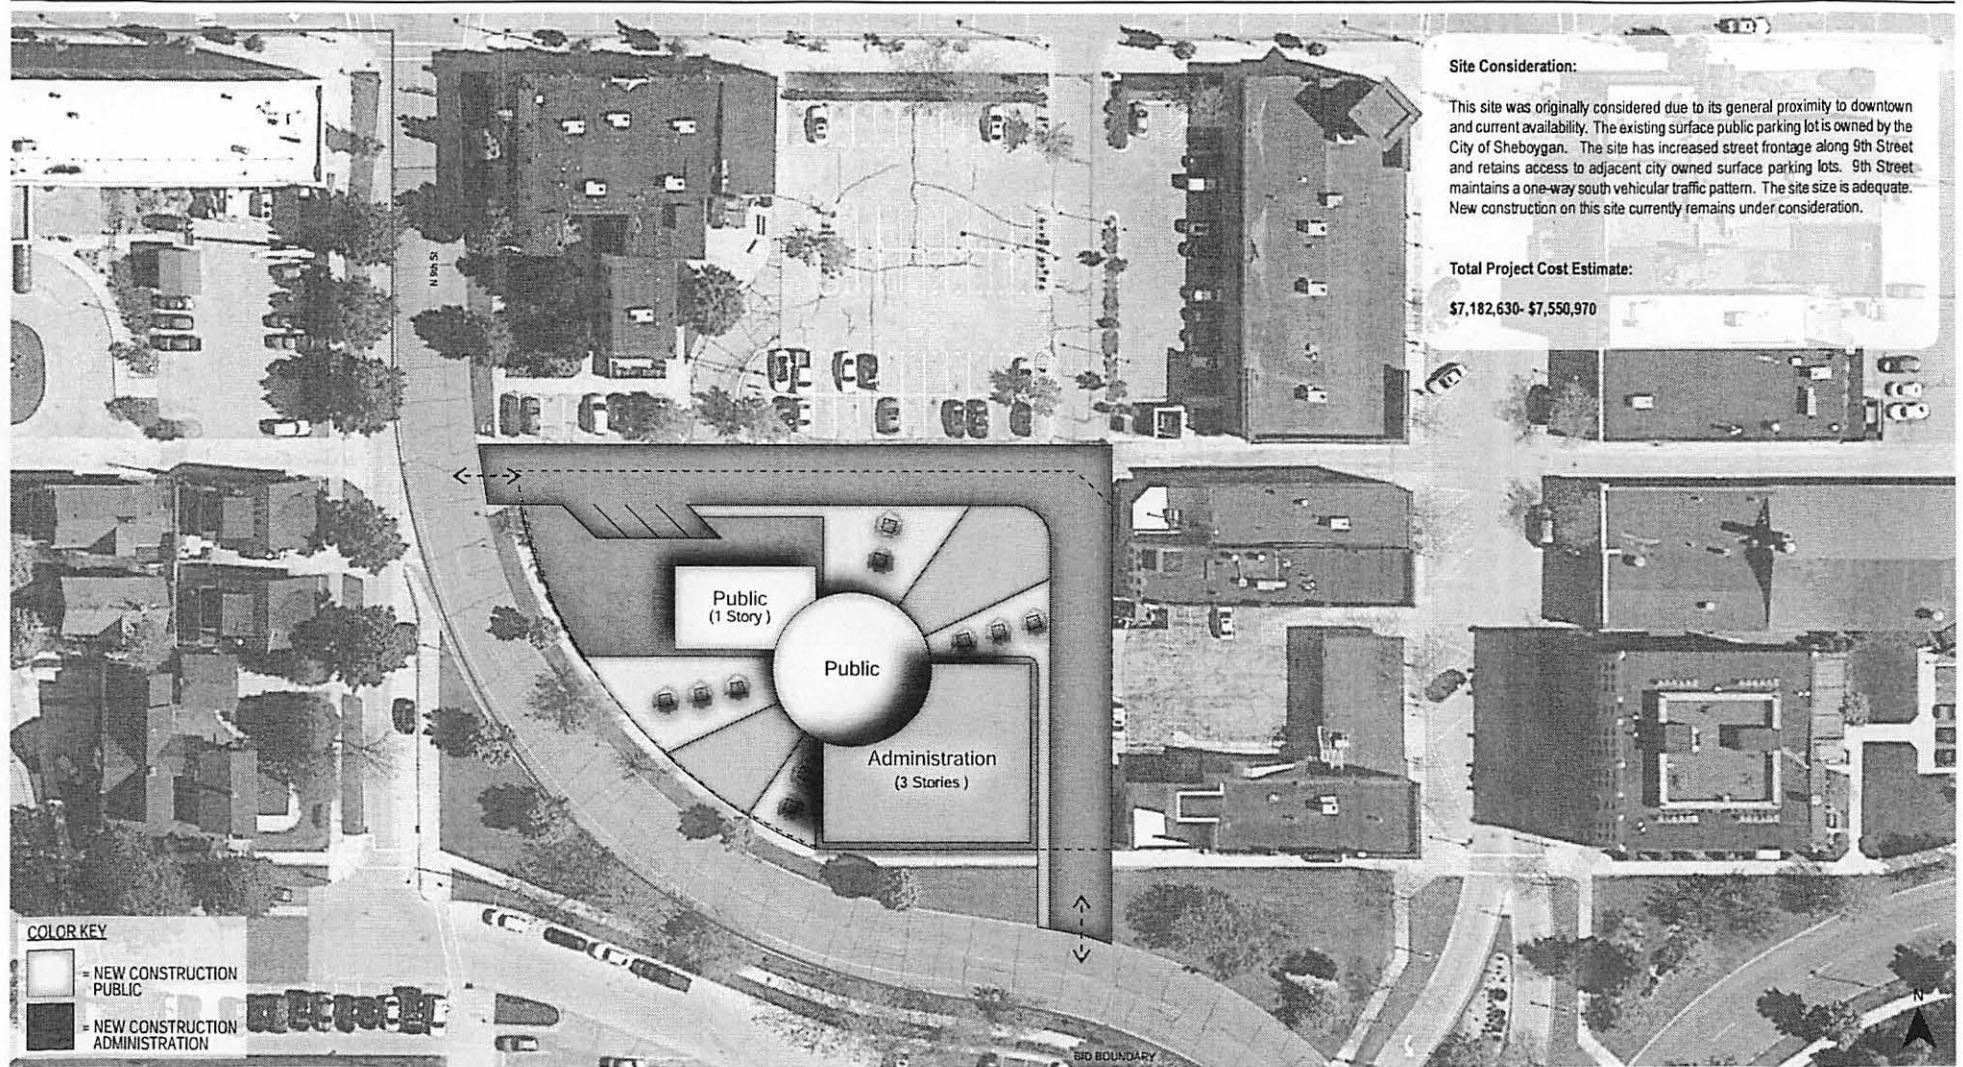 Site Consideration:
This site was originally considered due to its general proximity to downtown
and current availability. The existing surface public parking lot is owned by the
City of Sheboygan. The site has increased street frontage along 9th Street
and retains access to adjacent city owned surface parking lots. 9th Street
maintains a one-way south vehicular traffic pattern. The site size is adequate.
New construction on this site currently remains under consideration.
Total Project Cost Estimate:
$7,182,630- $7,550,970
N 9th St
Public
(1 Story)
Public
Administration
(3 Stories)
COLOR KEY
= NEW CONSTRUCTION
PUBLIC
= NEW CONSTRUCTION
ADMINISTRATION
BID BOUNDARY
N